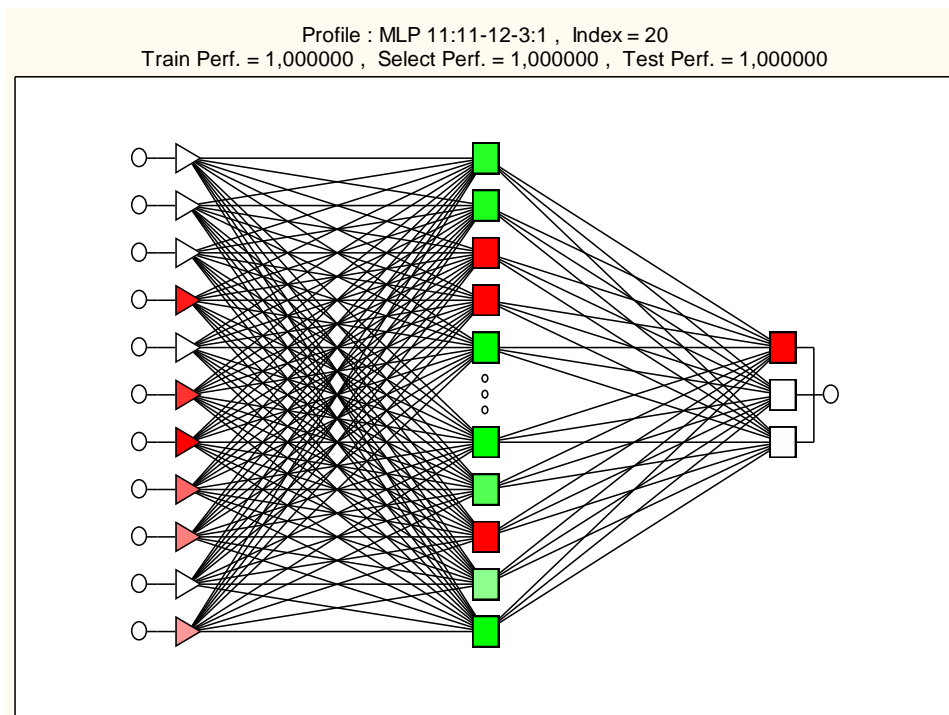 Profile : MLP 11:11-12-3:1 , Index = 20
Train Perf. = 1,000000 , Select Perf. = 1,000000 , Test Perf. = 1,000000